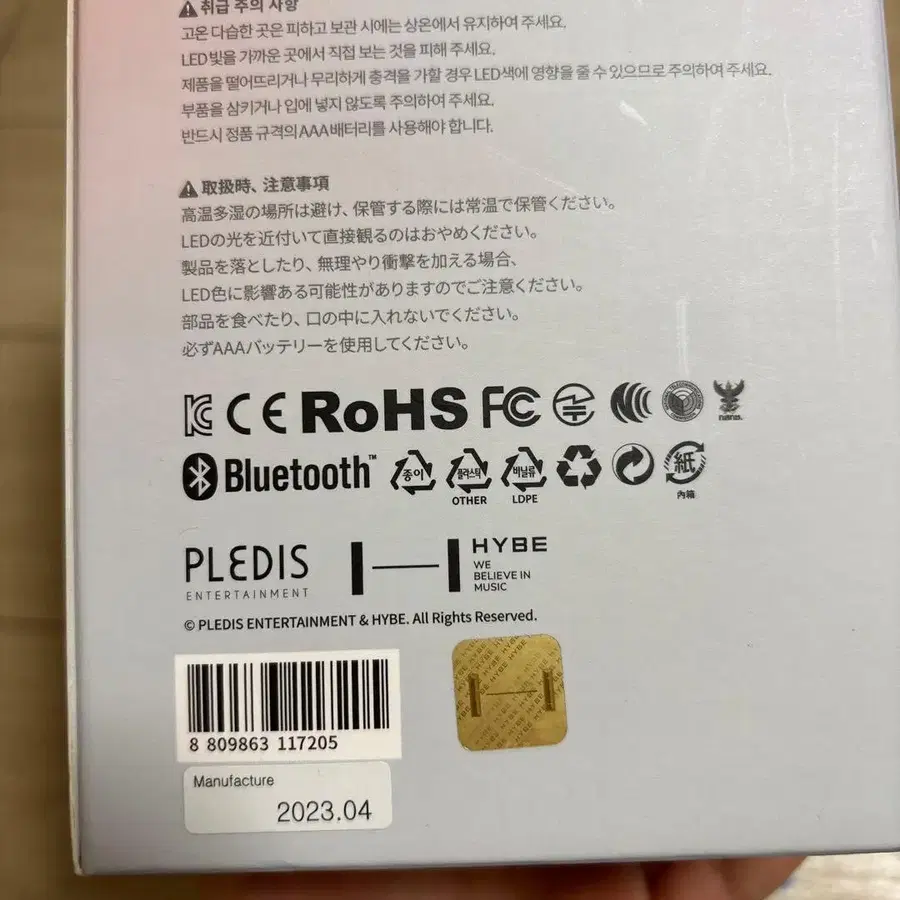 ⚠취급 주의 사항
고온 다습한 곳은 피하고 보관 시에는 상온에서 유지하여 주세요.
LED빛을 가까운 곳에서 직접 보는 것을 피해 주세요.
제품을 떨어뜨리거나 무리하게 충격을 가할 경우 LED색에 영향을 줄 수 있으므로 주의하여 주세요.
부품을 삼키거나 입에 넣지 않도록 주의하여 주세요.
반드시 정품 규격의 AAA배터리를 사용해야 합니다.
⚠取扱時、注意事項
高温多湿の場所は避け、保管する際には常温で保管ください。
LEDの光を近付いて直接観るのはおやめください。
製品を落としたり、無理やり衝撃を加える場合、
LED色に影響ある可能性がありますのでご注意ください。
部品を食べたり、口の中に入れないでください。
必ずAAAバッテリーを使用してください。
KC CE RoHS FC
Bluetooth™ 종이 플라스틱 비닐류 紙
OTHER LDPE 內箱
PLEDIS
ENTERTAINMENT
HYBE
WE
BELIEVE IN
MUSIC
© PLEDIS ENTERTAINMENT & HYBE. All Rights Reserved.
8 809863 117205
HYBE HYBE HYBE
Manufacture
2023.04